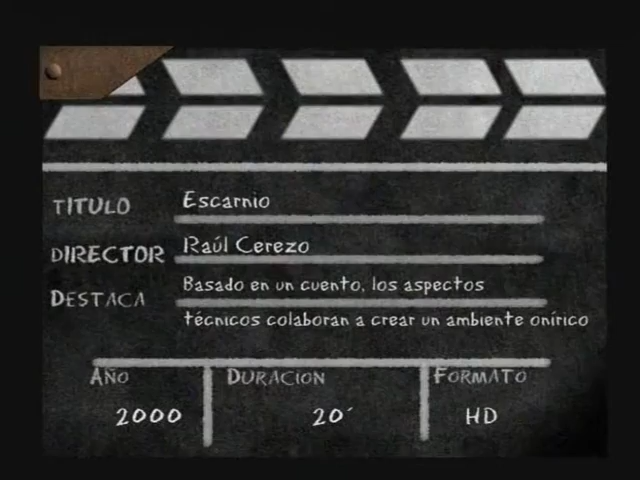 TITULO Escarnio
DIRECTOR Raúl Cerezo
DESTACA Basado en un cuento, los aspectos
técnicos colaboran a crear un ambiente onírico
AÑO DURACION FORMATO
2000 20´ HD